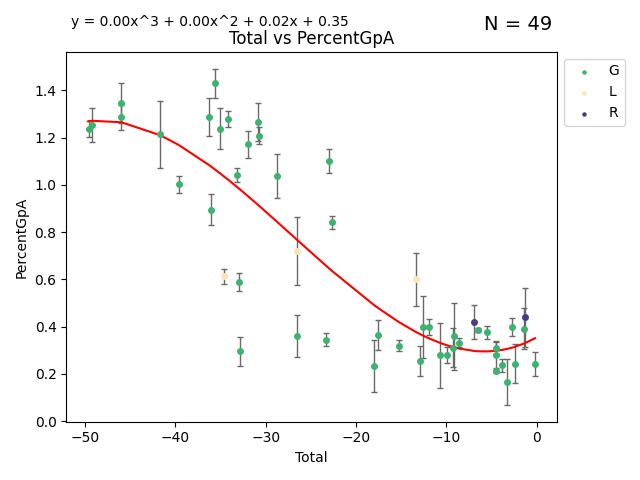 y = 0.00x^3 + 0.00x^2 + 0.02x + 0.35
N = 49
Total vs PercentGpA
G
L
R
PercentGpA
1.4
1.2
1.0
0.8
0.6
0.4
0.2
0.0
−50
−40
−30
−20
−10
0
Total